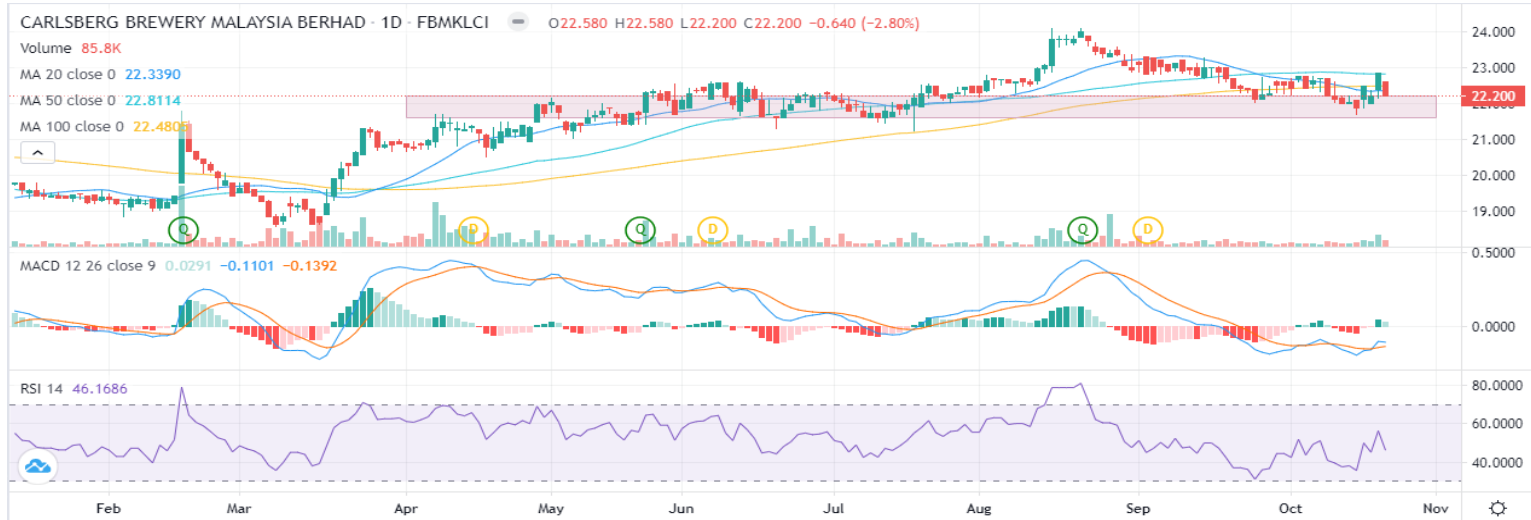 CARLSBERG BREWERY MALAYSIA BERHAD · 1D · FBMKLCI O22.580 H22.580 L22.200 C22.200 −0.640 (−2.80%)
Volume 85.8K
MA 20 close 0 22.3390
MA 50 close 0 22.8114
MA 100 close 0 22.480
24.000
23.000
22.200
21.000
20.000
19.000
Q D Q D Q D
MACD 12 26 close 9 0.0291 −0.1101 −0.1392
0.5000
0.0000
RSI 14 46.1686
80.0000
60.0000
40.0000
Feb Mar Apr May Jun Jul Aug Sep Oct Nov